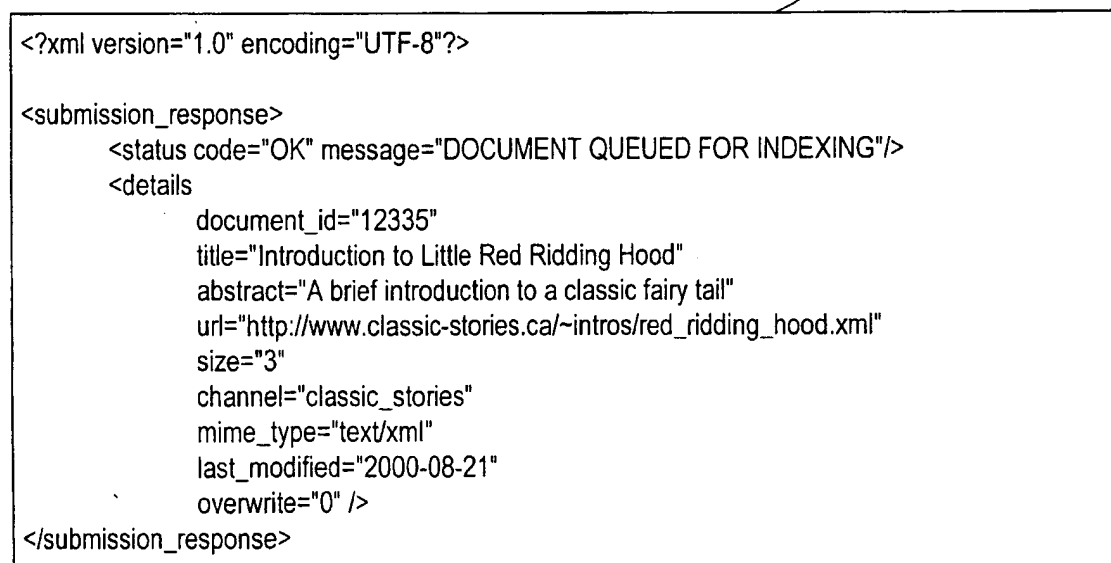 <?xml version="1.0" encoding="UTF-8"?>
<submission_response>
<status code="OK" message="DOCUMENT QUEUED FOR INDEXING"/>
<details
document_id="12335"
title="Introduction to Little Red Ridding Hood"
abstract="A brief introduction to a classic fairy tail"
url="http://www.classic-stories.ca/~intros/red_ridding_hood.xml"
size="3"
channel="classic_stories"
mime_type="text/xml"
last_modified="2000-08-21"
overwrite="0" />
</submission_response>